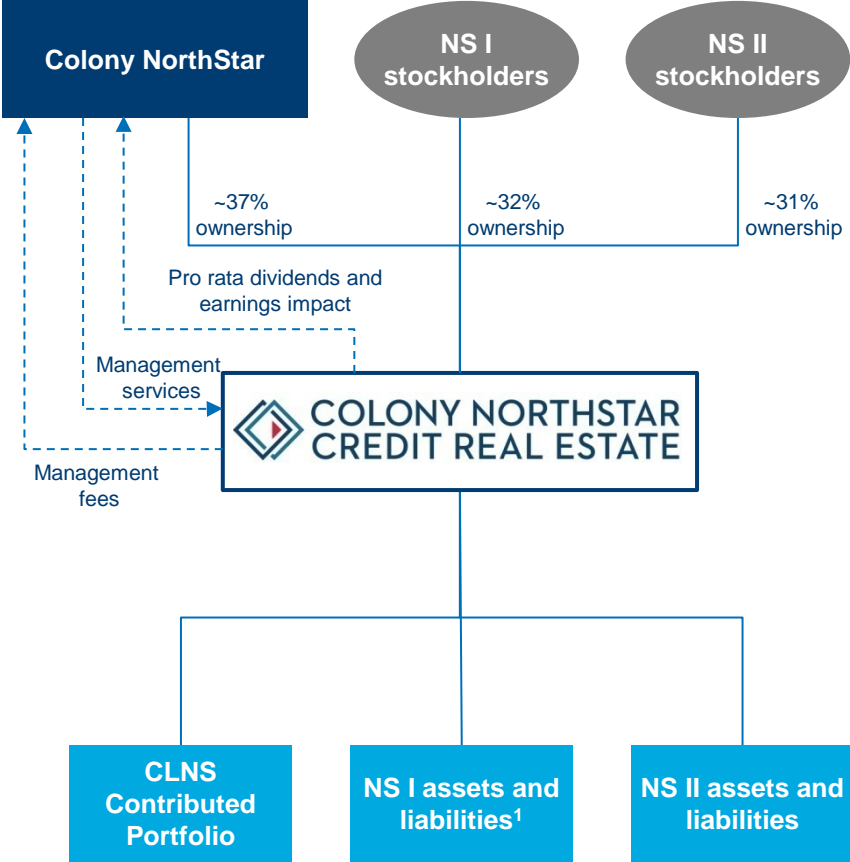 Colony NorthStar
NS I
stockholders
NS II
stockholders
~37%
ownership
~32%
ownership
~31%
ownership
Pro rata dividends and
earnings impact
Management
services
COLONY NORTHSTAR
CREDIT REAL ESTATE
Management
fees
CLNS
Contributed
Portfolio
NS I assets and
liabilities¹
NS II assets and
liabilities